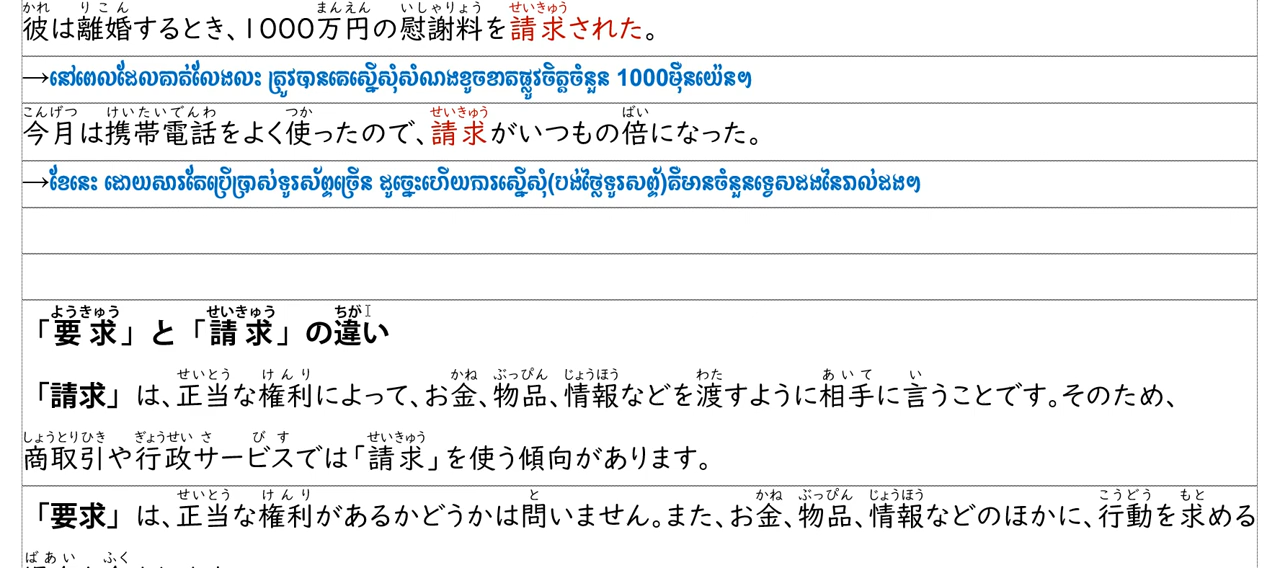 彼は離婚するとき、1000万円の慰謝料を請求された。
→នៅពេលដែលគាត់លែងលះ ត្រូវបានគេស្នើសុំសំណងខូចខាតផ្លូវចិត្តចំនួន 1000ម៉ឺនយ៉េន។
今月は携帯電話をよく使ったので、請求がいつもの倍になった。
→ខែនេះ ដោយសារតែប្រើប្រាស់ទូរស័ព្ទច្រើន ដូច្នេះហើយការស្នើសុំ(បង់ថ្លៃទូរសព្ទ័)គឺមានចំនួនទ្វេសដងនៃរាល់ដង។
「要求」と「請求」の違い
「請求」は、正当な権利によって、お金、物品、情報などを渡すように相手に言うことです。そのため、
商取引や行政サービスでは「請求」を使う傾向があります。
「要求」は、正当な権利があるかどうかは問いません。また、お金、物品、情報などのほかに、行動を求める